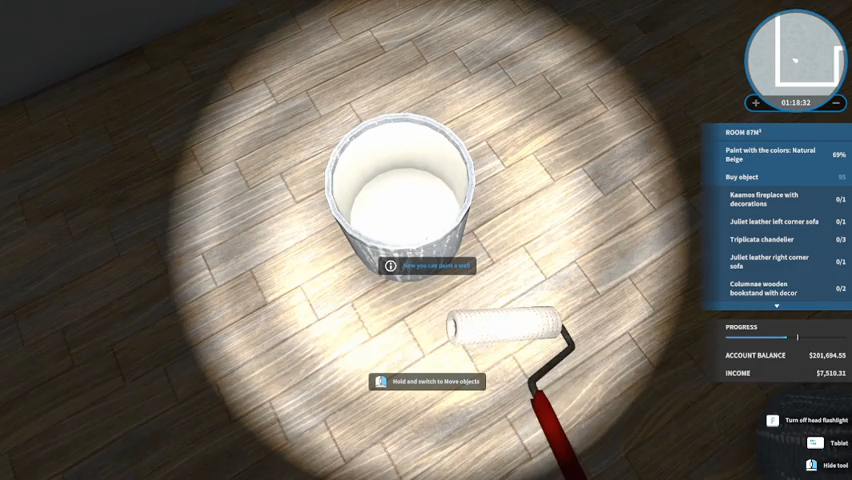 01:18:32
ROOM 87M²
Paint with the colors: Natural
Beige
69%
Buy object
Kaamos fireplace with
decorations
0/1
Juliet leather left corner sofa
0/1
Triplicata chandelier
0/3
Juliet leather right corner
sofa
0/1
Columnae wooden
bookstand with decor
0/2
Now you can paint a wall
PROGRESS
ACCOUNT BALANCE
$201,694.55
INCOME
$7,510.31
Hold and switch to Move objects
F
Turn off head flashlight
Tablet
Hide tool